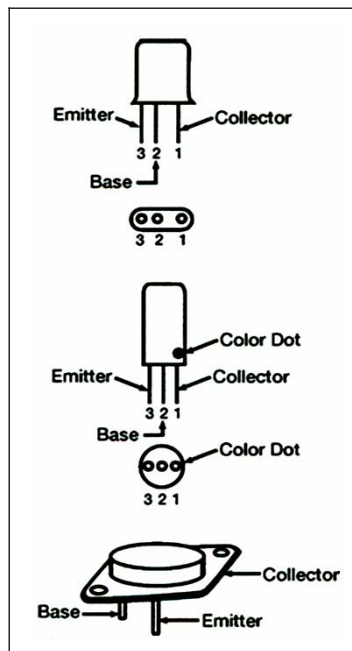 Emitter
Collector
3 2 1
Base
3 2 1
Color Dot
Emitter
Collector
3 2 1
Base
Color Dot
3 2 1
Collector
Base
Emitter